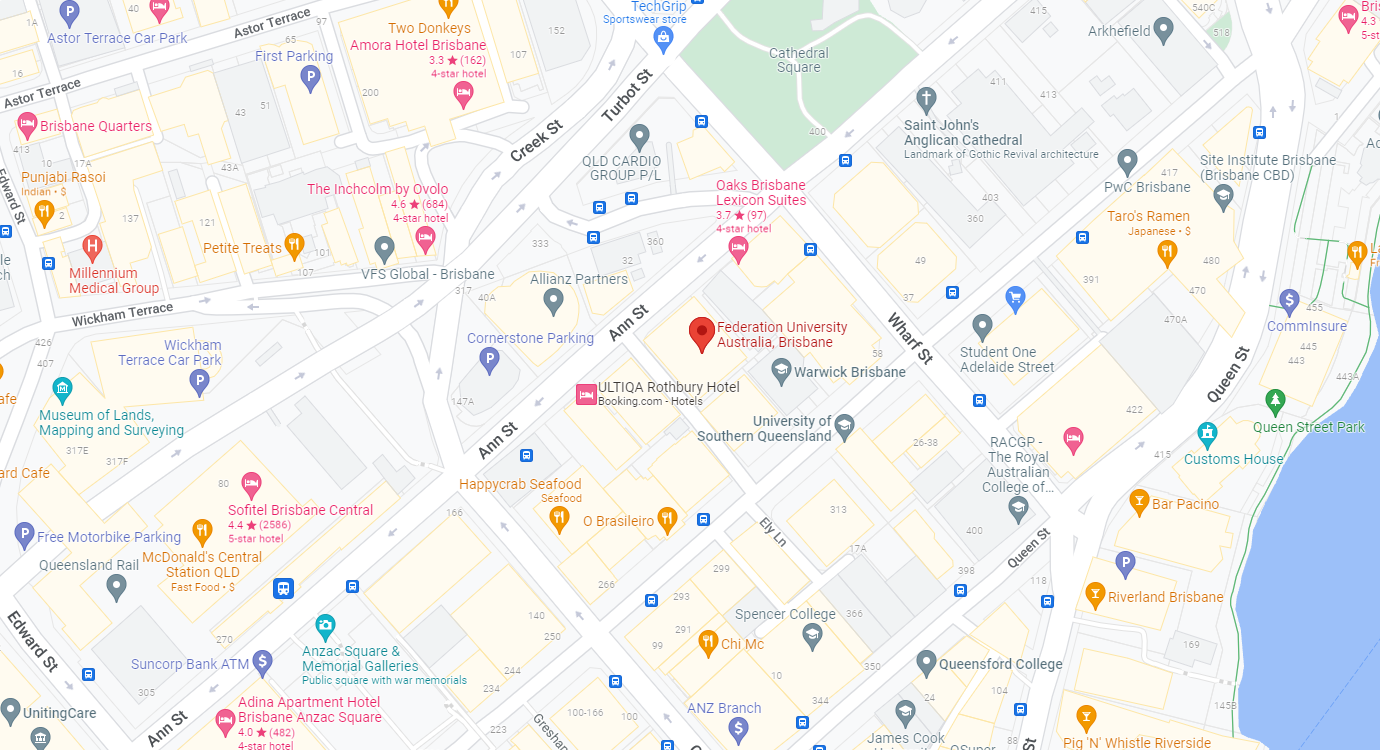 TechGrip
Sportswear store
Two Donkeys
Astor Terrace Car Park
40
Astor Terrace
1A
65
97
152
415
540C
518
Arkhefield
4.3
5-st
Amora Hotel Brisbane
3.3 ★ (162)
4-star hotel
107
First Parking
Cathedral
Square
411
413
16
Astor Terrace
43
51
200
Turbot St
Creek St
400
Saint John's
Anglican Cathedral
Landmark of Gothic Revival architecture
Brisbane Quarters
413
10
17A
43A
QLD CARDIO
GROUP P/L
PwC Brisbane
Site Institute Brisbane
(Brisbane CBD)
417
Punjabi Rasoi
Indian • $
2
Edward St
137
121
The Inchcolm by Ovolo
4.6 ★ (684)
4-star hotel
Oaks Brisbane
Lexicon Suites
3.7 ★ (97)
4-star hotel
403
360
Taro's Ramen
Japanese • $
Petite Treats
101
107
333
360
32
49
480
391
470
Millennium
Medical Group
VFS Global - Brisbane
317
40A
Allianz Partners
37
470A
455
CommInsure
445
443
Wickham Terrace
Ann St
Federation University
Australia, Brisbane
58
Wharf St
Student One
Adelaide Street
Queen St
426
407
Wickham
Terrace Car Park
Cornerstone Parking
Warwick Brisbane
441
Museum of Lands,
Mapping and Surveying
147A
ULTIQA Rothbury Hotel
Booking.com - Hotels
University of
Southern Queensland
422
Queen Street Park
317E
317F
Ann St
26-38
RACGP -
The Royal
Australian
College of...
415
Customs House
ard Cafe
80
Sofitel Brisbane Central
4.4 ★ (2586)
5-star hotel
Happycrab Seafood
Seafood
O Brasileiro
Ely Ln
313
17A
400
Bar Pacino
Free Motorbike Parking
McDonald's Central
Station QLD
Fast Food • $
166
Queen St
Queensland Rail
266
299
398
118
293
Riverland Brisbane
Edward St
270
140
250
291
99
Spencer College
366
Chi Mc
169
Anzac Square &
Memorial Galleries
Public square with war memorials
Suncorp Bank ATM
305
244
234
350
Queensford College
24
10
104
344
UnitingCare
Ann St
Adina Apartment Hotel
Brisbane Anzac Square
4.0 ★ (482)
4-star hotel
223
100-166
ANZ Branch
James Cook
145B
88
St
Pig 'N' Whistle Riverside